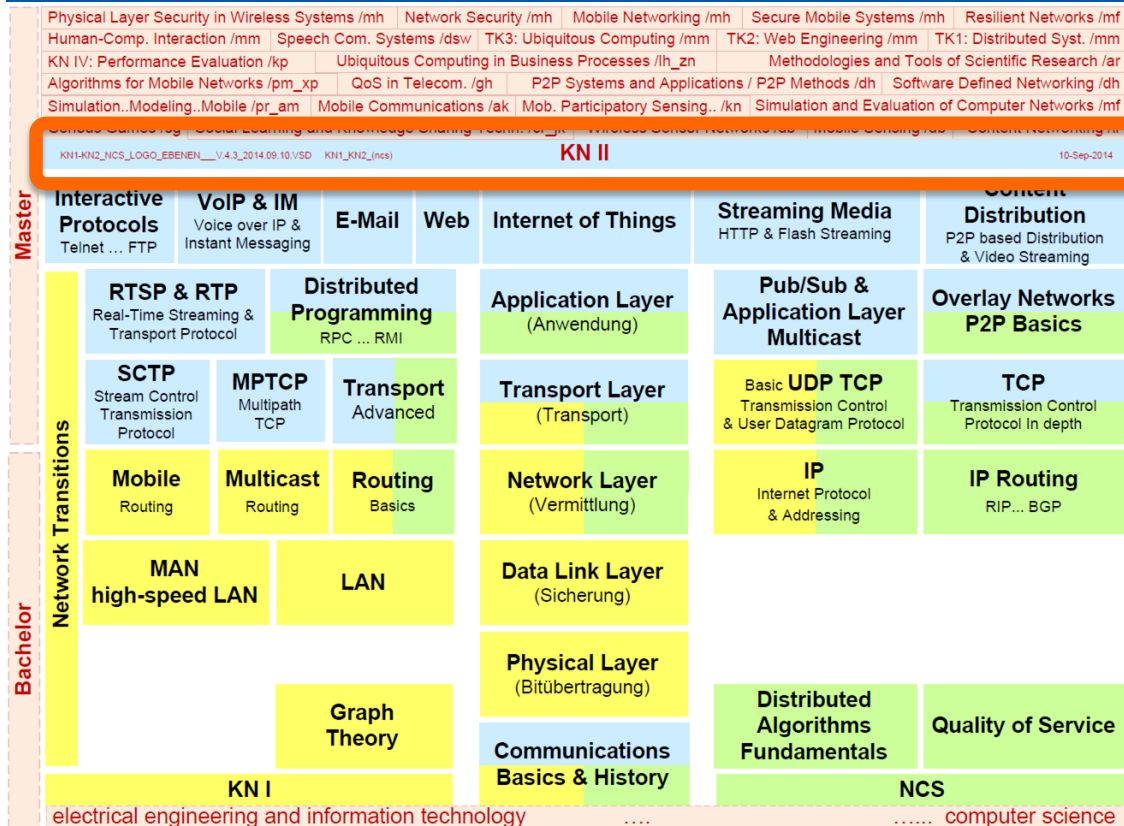 Physical Layer Security in Wireless Systems /mh Network Security /mh Mobile Networking /mh Secure Mobile Systems /mh Resilient Networks /mf
Human-Comp. Interaction /mm Speech Com. Systems /dsw TK3: Ubiquitous Computing /mm TK2: Web Engineering /mm TK1: Distributed Syst. /mm
KN IV: Performance Evaluation /kp Ubiquitous Computing in Business Processes /lh_zn Methodologies and Tools of Scientific Research /ar
Algorithms for Mobile Networks /pm_xp QoS in Telecom. /gh P2P Systems and Applications / P2P Methods /dh Software Defined Networking /dh
Simulation..Modeling..Mobile /pr_am Mobile Communications /ak Mob. Participatory Sensing.. /kn Simulation and Evaluation of Computer Networks /mf
KN1-KN2_NCS_LOGO_EBENEN___V.4.3_2014.09.10.VSD KN1_KN2_(ncs) KN II 10-Sep-2014
Master
Interactive Protocols
Telnet ... FTP
VoIP & IM
Voice over IP &
Instant Messaging
E-Mail
Web
Internet of Things
Streaming Media
HTTP & Flash Streaming
Content
Distribution
P2P based Distribution
& Video Streaming
Network Transitions
RTSP & RTP
Real-Time Streaming &
Transport Protocol
Distributed
Programming
RPC ... RMI
Application Layer
(Anwendung)
Pub/Sub &
Application Layer
Multicast
Overlay Networks
P2P Basics
SCTP
Stream Control
Transmission
Protocol
MPTCP
Multipath
TCP
Transport
Advanced
Transport Layer
(Transport)
Basic UDP TCP
Transmission Control
& User Datagram Protocol
TCP
Transmission Control
Protocol In depth
Bachelor
Mobile
Routing
Multicast
Routing
Routing
Basics
Network Layer
(Vermittlung)
IP
Internet Protocol
& Addressing
IP Routing
RIP... BGP
MAN
high-speed LAN
LAN
Data Link Layer
(Sicherung)
Physical Layer
(Bitübertragung)
Graph
Theory
Communications
Basics & History
Distributed
Algorithms
Fundamentals
Quality of Service
KN I
NCS
electrical engineering and information technology .... ...... computer science